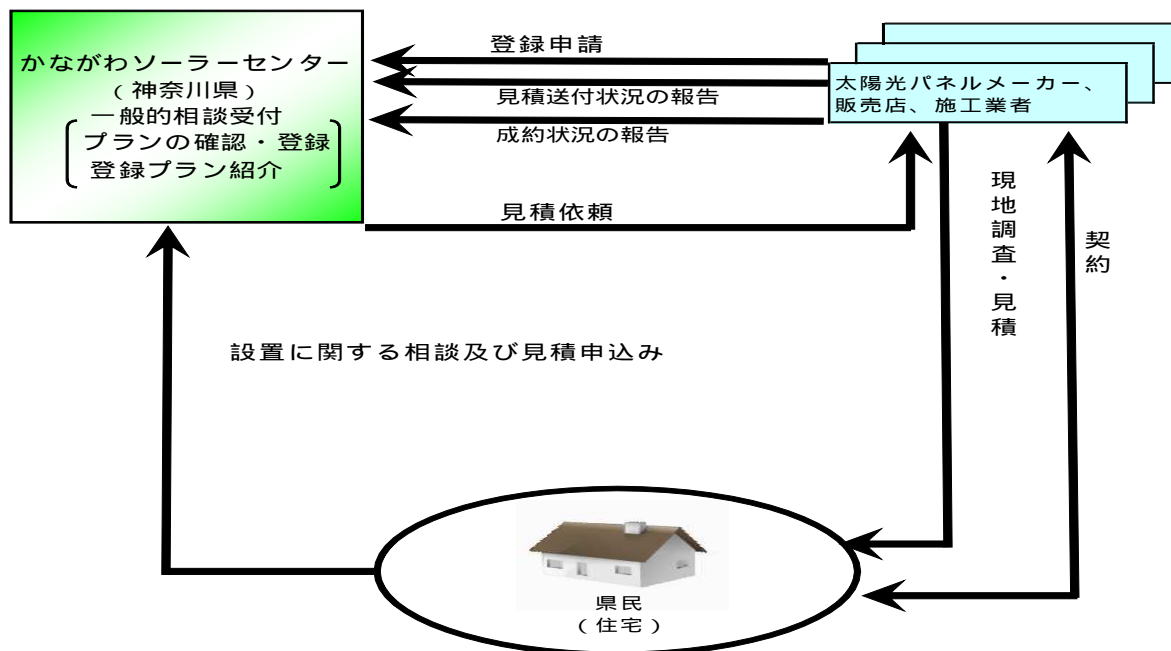 かながわソーラーセンター
(神奈川県)
一般的相談受付
プランの確認・登録
登録プラン紹介
登録申請
見積送付状況の報告
成約状況の報告
見積依頼
太陽光パネルメーカー、
販売店、施工業者
現地調査・見積
契約
設置に関する相談及び見積申込み
県民
(住宅)